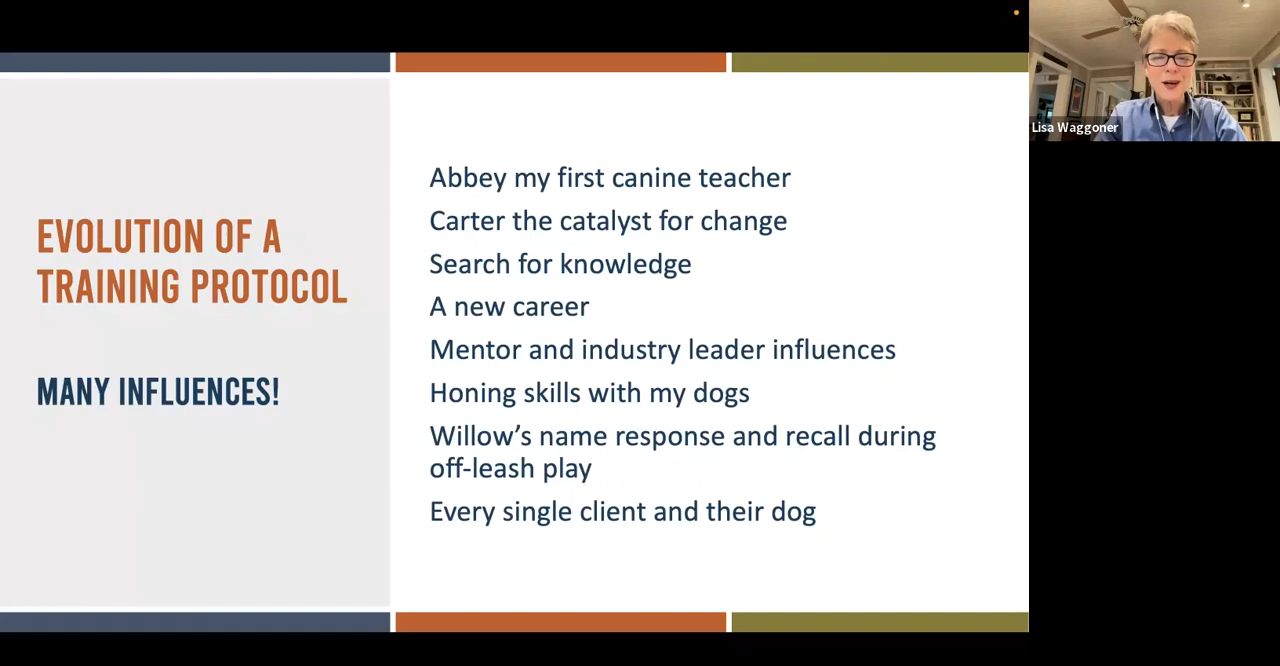 EVOLUTION OF A
TRAINING PROTOCOL
MANY INFLUENCES!
Abbey my first canine teacher
Carter the catalyst for change
Search for knowledge
A new career
Mentor and industry leader influences
Honing skills with my dogs
Willow’s name response and recall during
off-leash play
Every single client and their dog
Lisa Waggoner